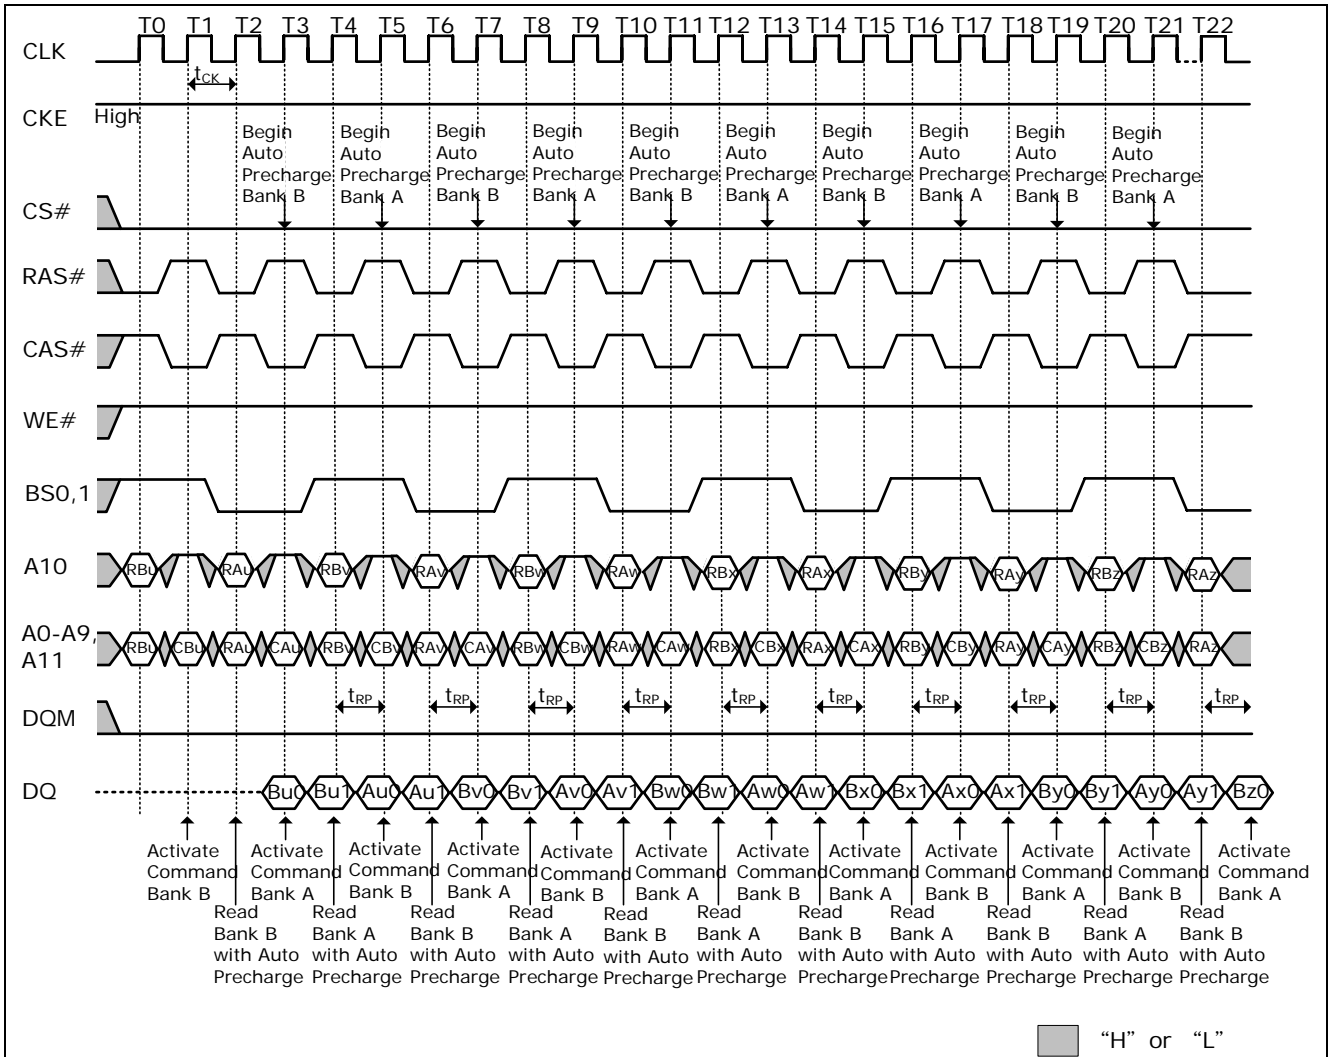 T0 T1 T2 T3 T4 T5 T6 T7 T8 T9 T10 T11 T12 T13 T14 T15 T16 T17 T18 T19 T20 T21 T22
CLK
tCK
CKE High
Begin Auto Precharge Bank B
Begin Auto Precharge Bank A
Begin Auto Precharge Bank B
Begin Auto Precharge Bank A
Begin Auto Precharge Bank B
Begin Auto Precharge Bank A
Begin Auto Precharge Bank B
Begin Auto Precharge Bank A
Begin Auto Precharge Bank B
Begin Auto Precharge Bank A
CS#
RAS#
CAS#
WE#
BS0,1
A10 RBu RAu RBv RAv RBw RAw RBx RAx RBy RAy RBz RAz
A0-A9,
A11
RBu CBu RAu CAu RBv CBv RAv CAv RBw CBw RAw CAw RBx CBx RAx CAx RBy CBy RAy CAy RBz CBz RAz
tRP tRP tRP tRP tRP tRP tRP tRP tRP tRP
DQM
DQ Bu0 Bu1 Au0 Au1 Bv0 Bv1 Av0 Av1 Bw0 Bw1 Aw0 Aw1 Bx0 Bx1 Ax0 Ax1 By0 By1 Ay0 Ay1 Bz0
Activate Command Bank B
Activate Command Bank A
Activate Command Bank B
Activate Command Bank A
Activate Command Bank B
Activate Command Bank A
Activate Command Bank B
Activate Command Bank A
Activate Command Bank B
Activate Command Bank A
Activate Command Bank B
Activate Command Bank A
Read Bank B with Auto Precharge
Read Bank A with Auto Precharge
Read Bank B with Auto Precharge
Read Bank A with Auto Precharge
Read Bank B with Auto Precharge
Read Bank A with Auto Precharge
Read Bank B with Auto Precharge
Read Bank A with Auto Precharge
Read Bank B with Auto Precharge
Read Bank A with Auto Precharge
Read Bank B with Auto Precharge
“H” or “L”